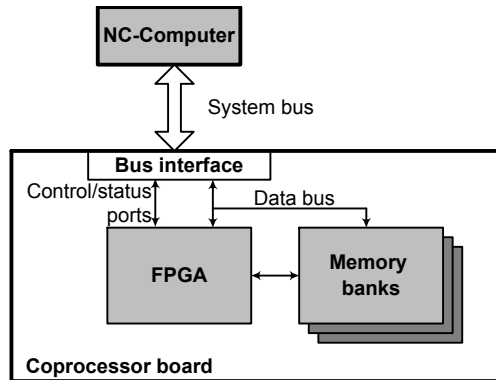 NC-Computer
System bus
Bus interface
Control/status
ports
Data bus
FPGA
Memory
banks
Coprocessor board